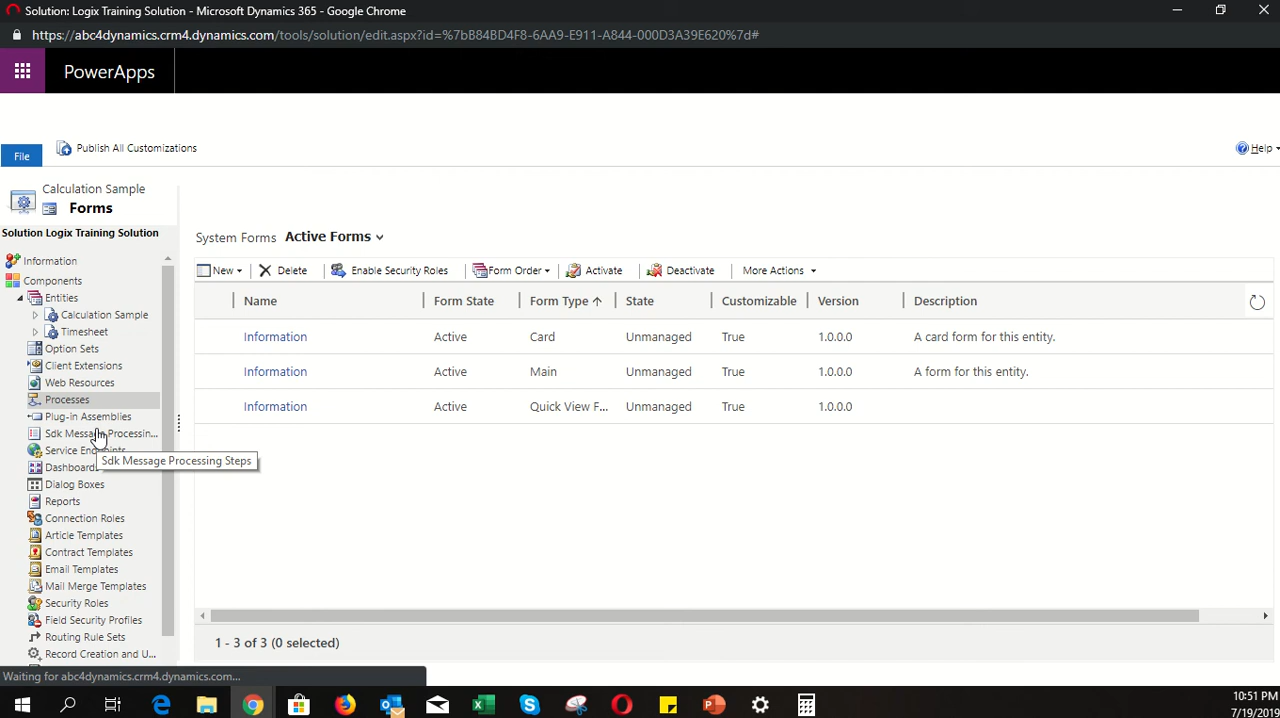 Solution: Logix Training Solution - Microsoft Dynamics 365 - Google Chrome
https://abc4dynamics.crm4.dynamics.com/tools/solution/edit.aspx?id=%7bB84BD4F8-6AA9-E911-A844-000D3A39E620%7d#
PowerApps
File
Publish All Customizations
Help
Calculation Sample
Forms
Solution Logix Training Solution
Information
Components
Entities
Calculation Sample
Timesheet
Option Sets
Client Extensions
Web Resources
Processes
Plug-in Assemblies
Sdk Message Processin...
Service Endpoints
Sdk Message Processing Steps
Dashboards
Dialog Boxes
Reports
Connection Roles
Article Templates
Contract Templates
Email Templates
Mail Merge Templates
Security Roles
Field Security Profiles
Routing Rule Sets
Record Creation and U...
System Forms Active Forms
New Delete Enable Security Roles Form Order Activate Deactivate More Actions
Name Form State Form Type State Customizable Version Description
Information Active Card Unmanaged True 1.0.0.0 A card form for this entity.
Information Active Main Unmanaged True 1.0.0.0 A form for this entity.
Information Active Quick View F... Unmanaged True 1.0.0.0
1 - 3 of 3 (0 selected)
Waiting for abc4dynamics.crm4.dynamics.com...
10:51 PM
7/19/2019